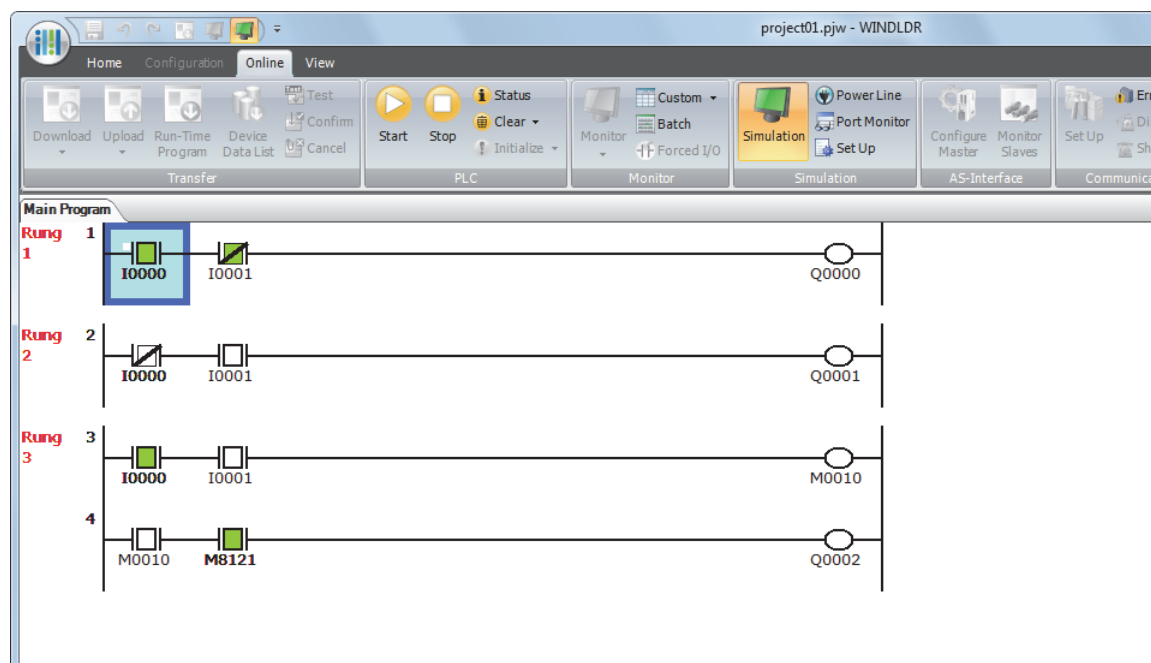 project01.pjw - WINDLDR
Home Configuration Online View
Download Upload Run-Time Program Device Data List Test Confirm Cancel
Transfer
Start Stop Status Clear Initialize
PLC
Monitor Custom Batch Forced I/O
Monitor
Simulation Power Line Port Monitor Set Up
Simulation
Configure Master Monitor Slaves
AS-Interface
Set Up
Main Program
Rung 1 1
I0000 I0001 Q0000
Rung 2 2
I0000 I0001 Q0001
Rung 3 3
I0000 I0001 M0010
4
M0010 M8121 Q0002